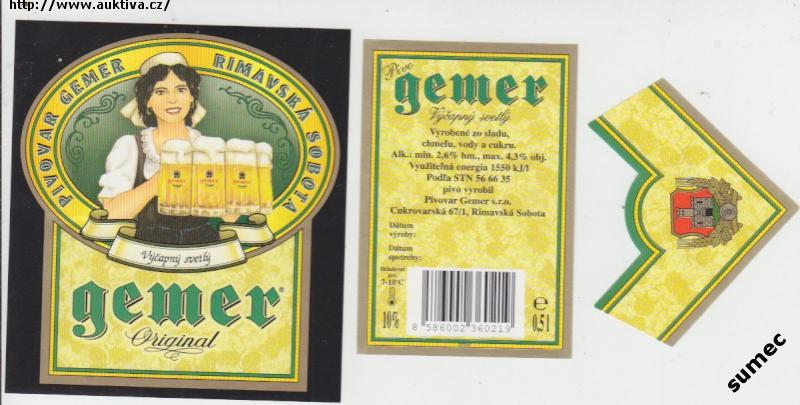 http://www.auktiva.cz/
PIVOVAR GEMER RIMAVSKÁ SOBOTA
Výčapný svetlý
gemer®
Original
Pivo
gemer
Výčapný svetlý
Vyrobené zo sladu,
chmeľu, vody a cukru.
Alk.: min. 2,6% hm., max. 4,3% obj.
Využiteľná energia 1550 kJ/l
Podľa STN 56 66 35
pivo vyrobil
Pivovar Gemer s.r.o.
Cukrovarská 67/1, Rimavská Sobota
Dátum
výroby:
Dátum
spotreby:
Skladovať
pri:
7-10°C
10%
8 586002 360219
e
0,5 l
sumec